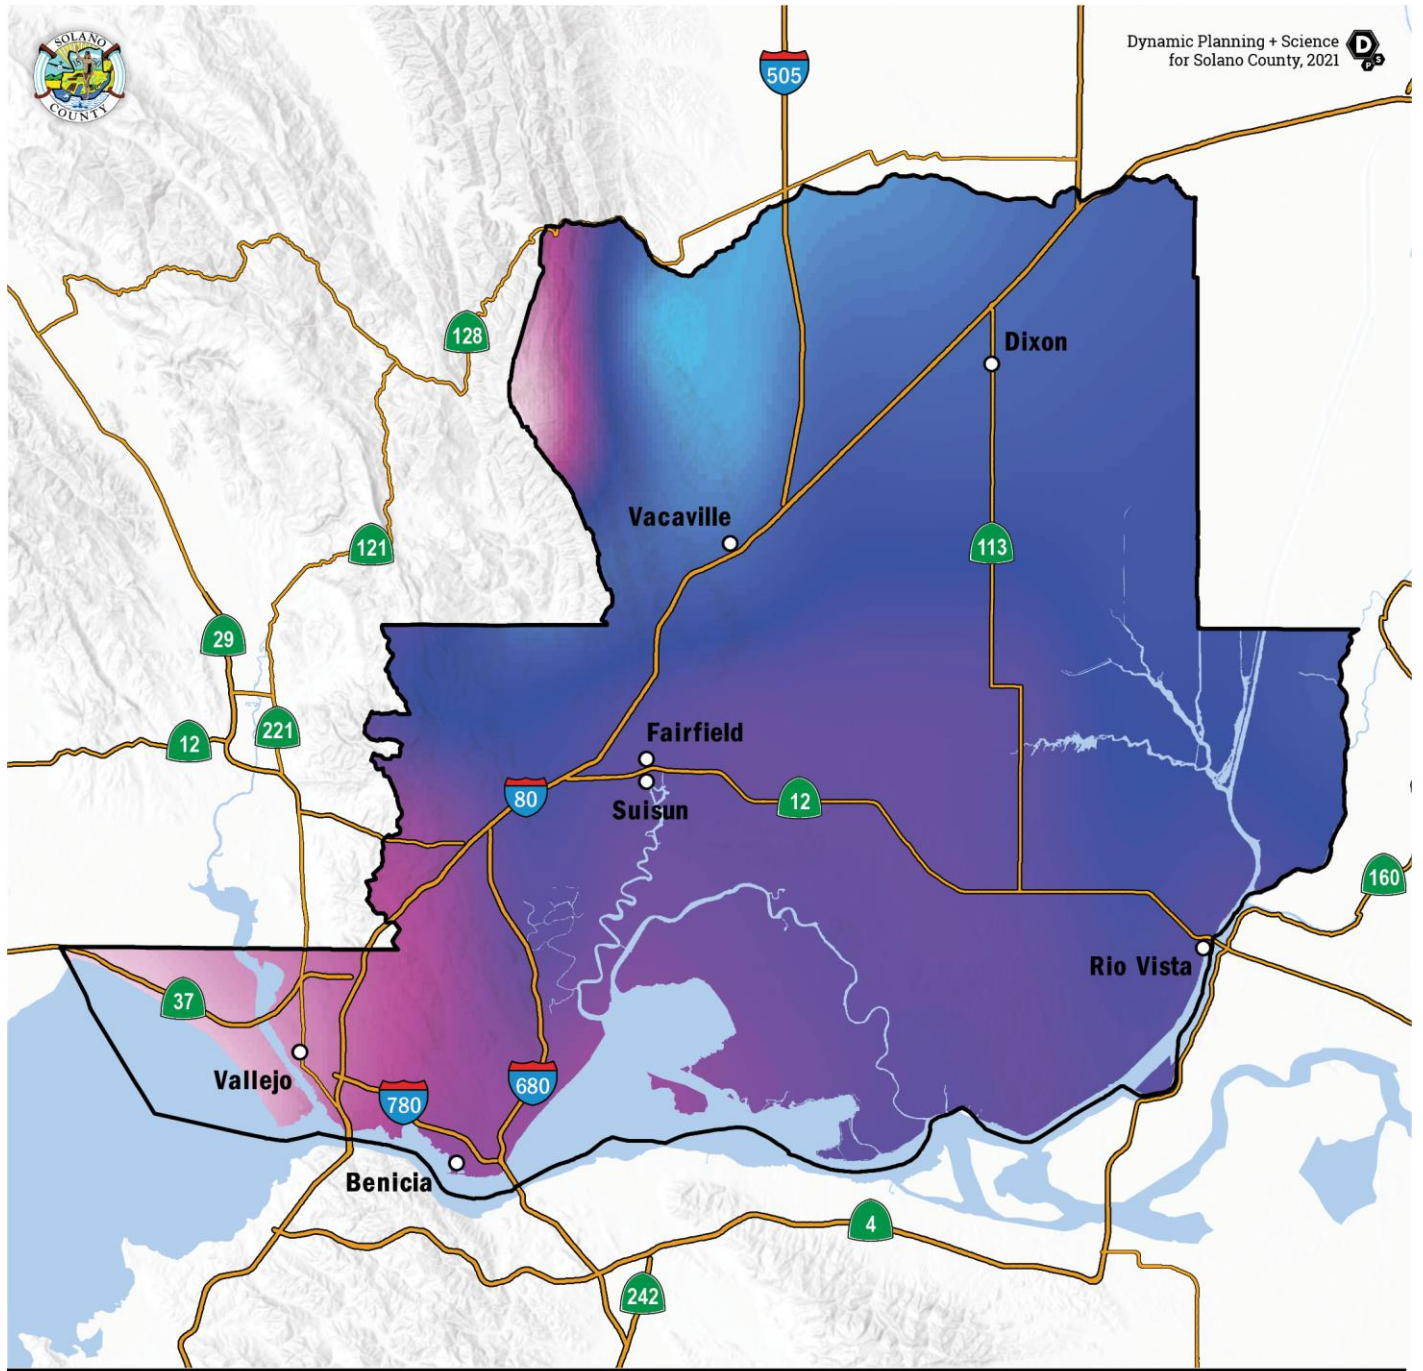 SOLANO
COUNTY
Dynamic Planning + Science
for Solano County, 2021
D
P
S
505
128
Dixon
Vacaville
121
113
29
12
221
Fairfield
80
Suisun
12
160
Rio Vista
37
Vallejo
680
780
Benicia
4
242